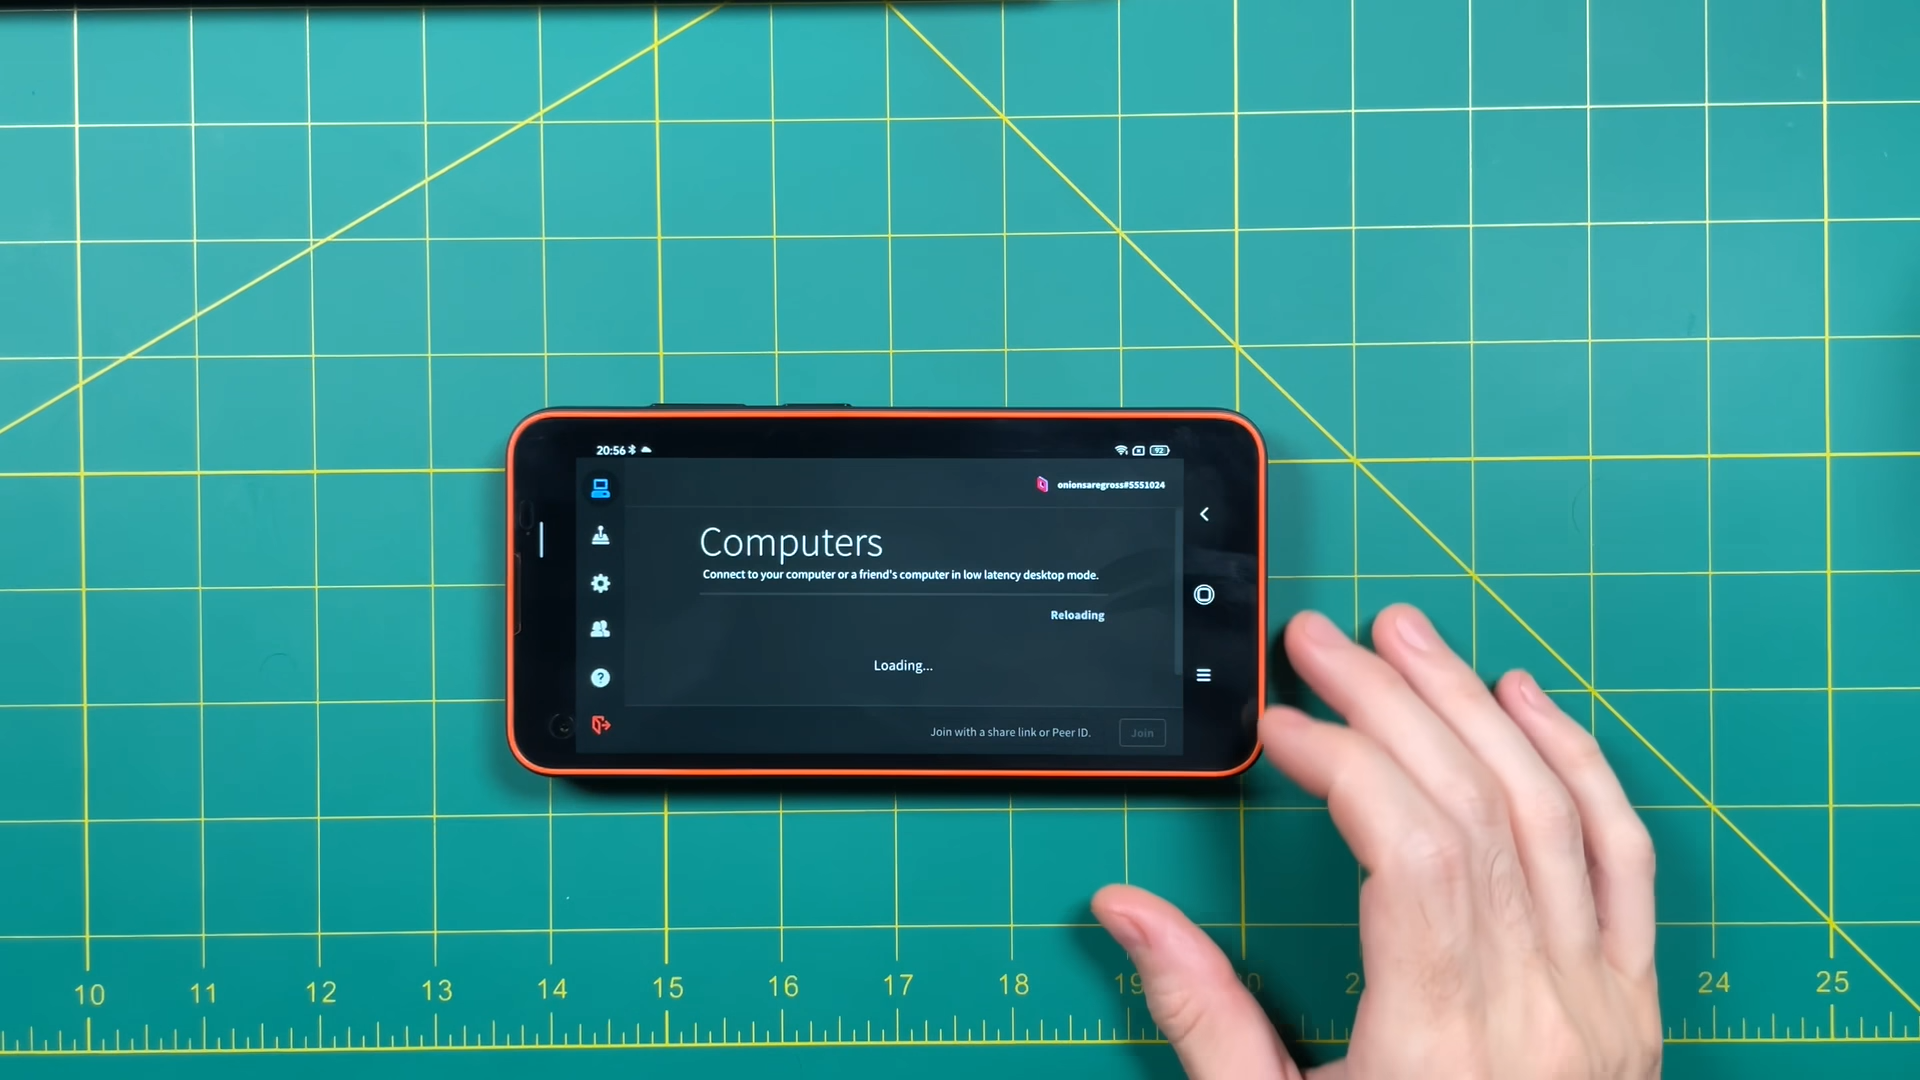 20:56
92
onionsaregross#5551024
Computers
Connect to your computer or a friend's computer in low latency desktop mode.
Reloading
Loading...
Join with a share link or Peer ID.
Join
10 11 12 13 14 15 16 17 18 19 24 25